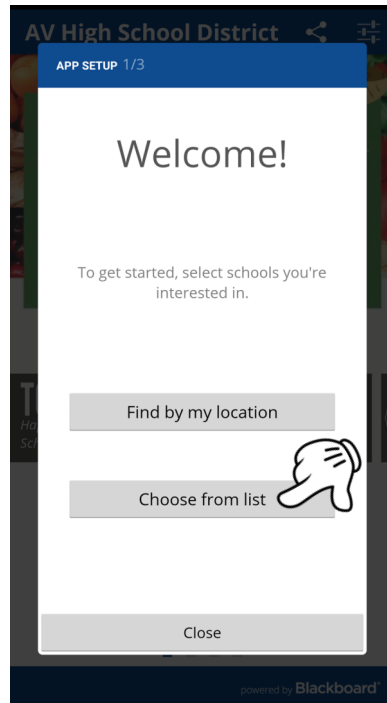 AV High School District
APP SETUP 1/3
Welcome!
To get started, select schools you're
interested in.
Find by my location
Choose from list
Close
powered by Blackboard